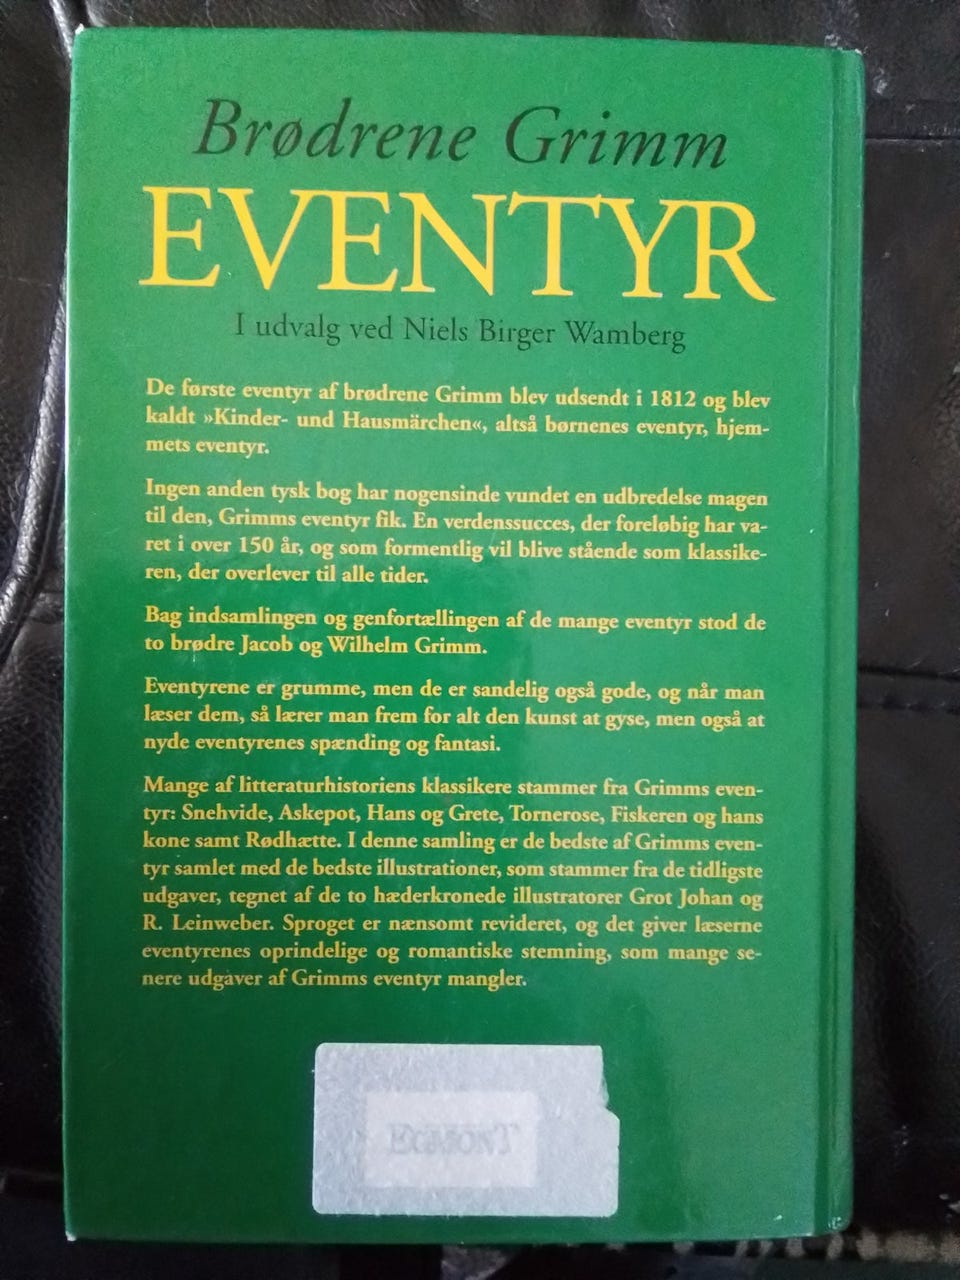 Brødrene Grimm
EVENTYR
I udvalg ved Niels Birger Wamberg
De første eventyr af brødrene Grimm blev udsendt i 1812 og blev
kaldt »Kinder- und Hausmärchen«, altså børnenes eventyr, hjem-
mets eventyr.
Ingen anden tysk bog har nogensinde vundet en udbredelse magen
til den, Grimms eventyr fik. En verdenssucces, der foreløbig har va-
ret i over 150 år, og som formentlig vil blive stående som klassike-
ren, der overlever til alle tider.
Bag indsamlingen og genfortællingen af de mange eventyr stod de
to brødre Jacob og Wilhelm Grimm.
Eventyrene er grumme, men de er sandelig også gode, og når man
læser dem, så lærer man frem for alt den kunst at gyse, men også at
nyde eventyrenes spænding og fantasi.
Mange af litteraturhistoriens klassikere stammer fra Grimms even-
tyr: Snehvide, Askepot, Hans og Grete, Tornerose, Fiskeren og hans
kone samt Rødhætte. I denne samling er de bedste af Grimms even-
tyr samlet med de bedste illustrationer, som stammer fra de tidligste
udgaver, tegnet af de to hæderkronede illustratorer Grot Johan og
R. Leinweber. Sproget er nænsomt revideret, og det giver læserne
eventyrenes oprindelige og romantiske stemning, som mange se-
nere udgaver af Grimms eventyr mangler.
EGMONT